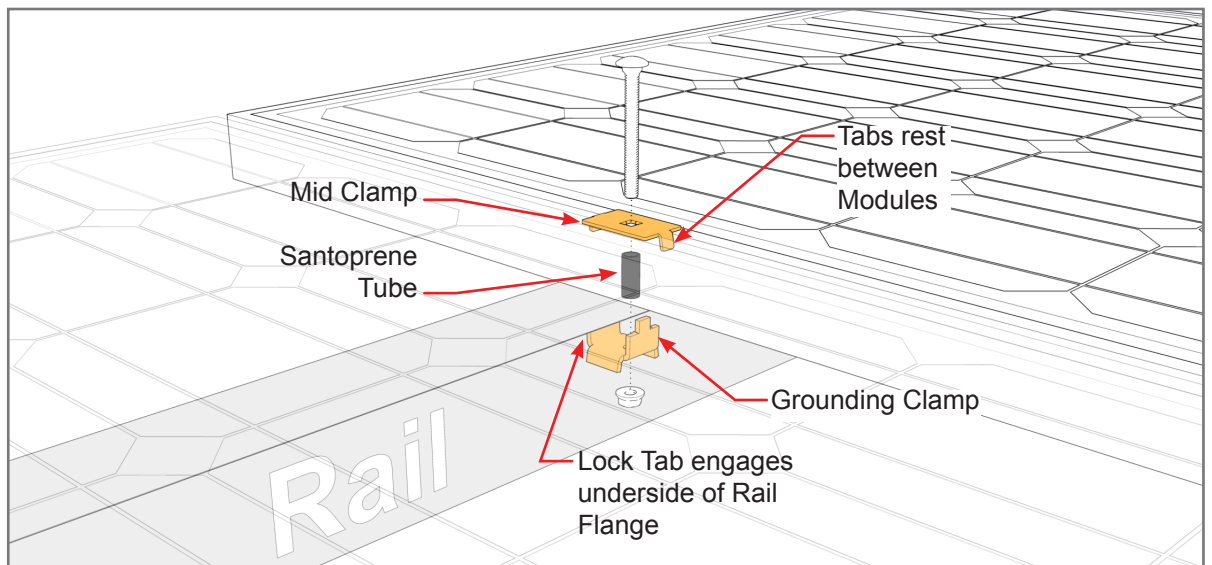 Tabs rest
between
Modules
Mid Clamp
Santoprene
Tube
Grounding Clamp
Lock Tab engages
underside of Rail
Flange
Rail